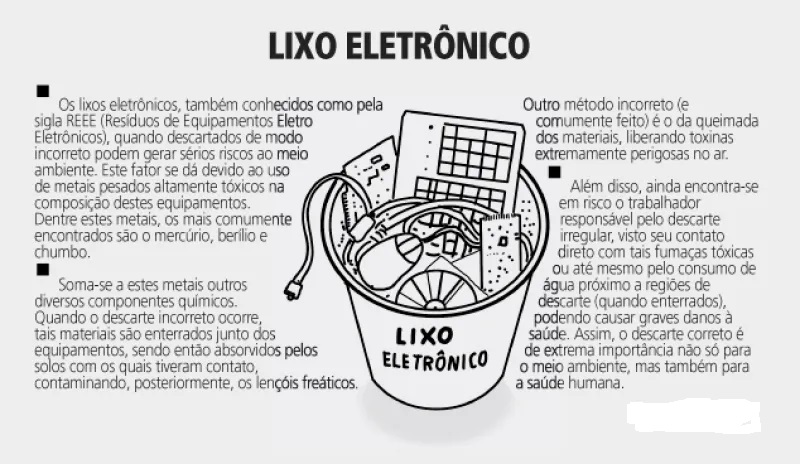 LIXO ELETRÔNICO
Os lixos eletrônicos, também conhecidos como pela
sigla REEE (Resíduos de Equipamentos Eletro
Eletrônicos), quando descartados de modo
incorreto podem gerar sérios riscos ao meio
ambiente. Este fator se dá devido ao uso
de metais pesados altamente tóxicos na
composição destes equipamentos.
Dentre estes metais, os mais comumente
encontrados são o mercúrio, berílio e
chumbo.
Soma-se a estes metais outros
diversos componentes químicos.
Quando o descarte incorreto ocorre,
tais materiais são enterrados junto dos
equipamentos, sendo então absorvidos pelos
solos com os quais tiveram contato,
contaminando, posteriormente, os lençóis freáticos.
Outro método incorreto (e
comumente feito) é o da queimada
dos materiais, liberando toxinas
extremamente perigosas no ar.
Além disso, ainda encontra-se
em risco o trabalhador
responsável pelo descarte
irregular, visto seu contato
direto com tais fumaças tóxicas
ou até mesmo pelo consumo de
água próximo a regiões de
descarte (quando enterrados),
podendo causar graves danos à
saúde. Assim, o descarte correto é
de extrema importância não só para
o meio ambiente, mas também para
a saúde humana.
LIXO
ELETRÔNICO